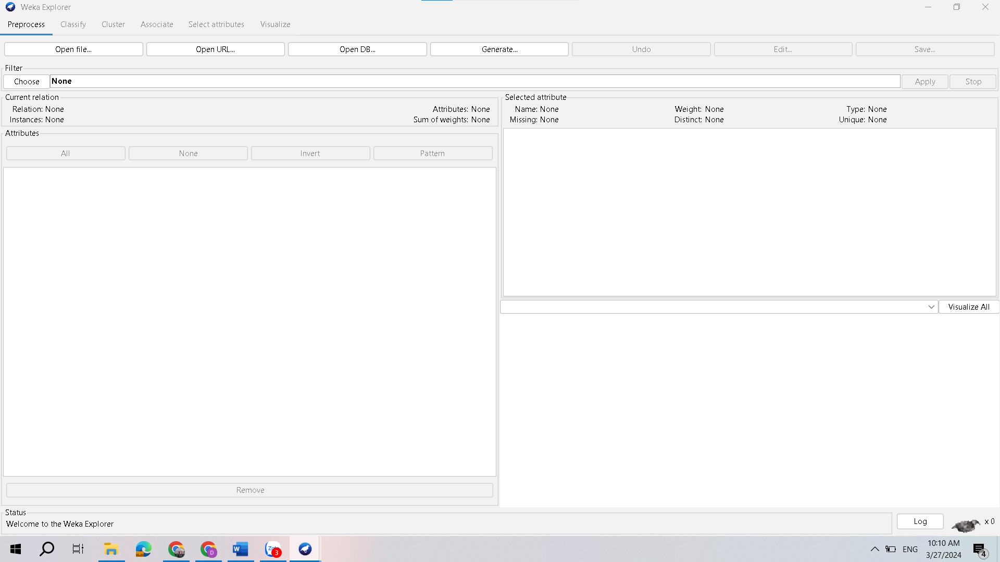 Weka Explorer
Preprocess Classify Cluster Associate Select attributes Visualize
Open file... Open URL... Open DB... Generate... Undo Edit... Save...
Filter
Choose None Apply Stop
Current relation
Relation: None Attributes: None
Instances: None Sum of weights: None
Selected attribute
Name: None Weight: None Type: None
Missing: None Distinct: None Unique: None
Attributes
All None Invert Pattern
Visualize All
Remove
Status
Welcome to the Weka Explorer
Log x 0
3
D
W
ENG
10:10 AM
3/27/2024
4